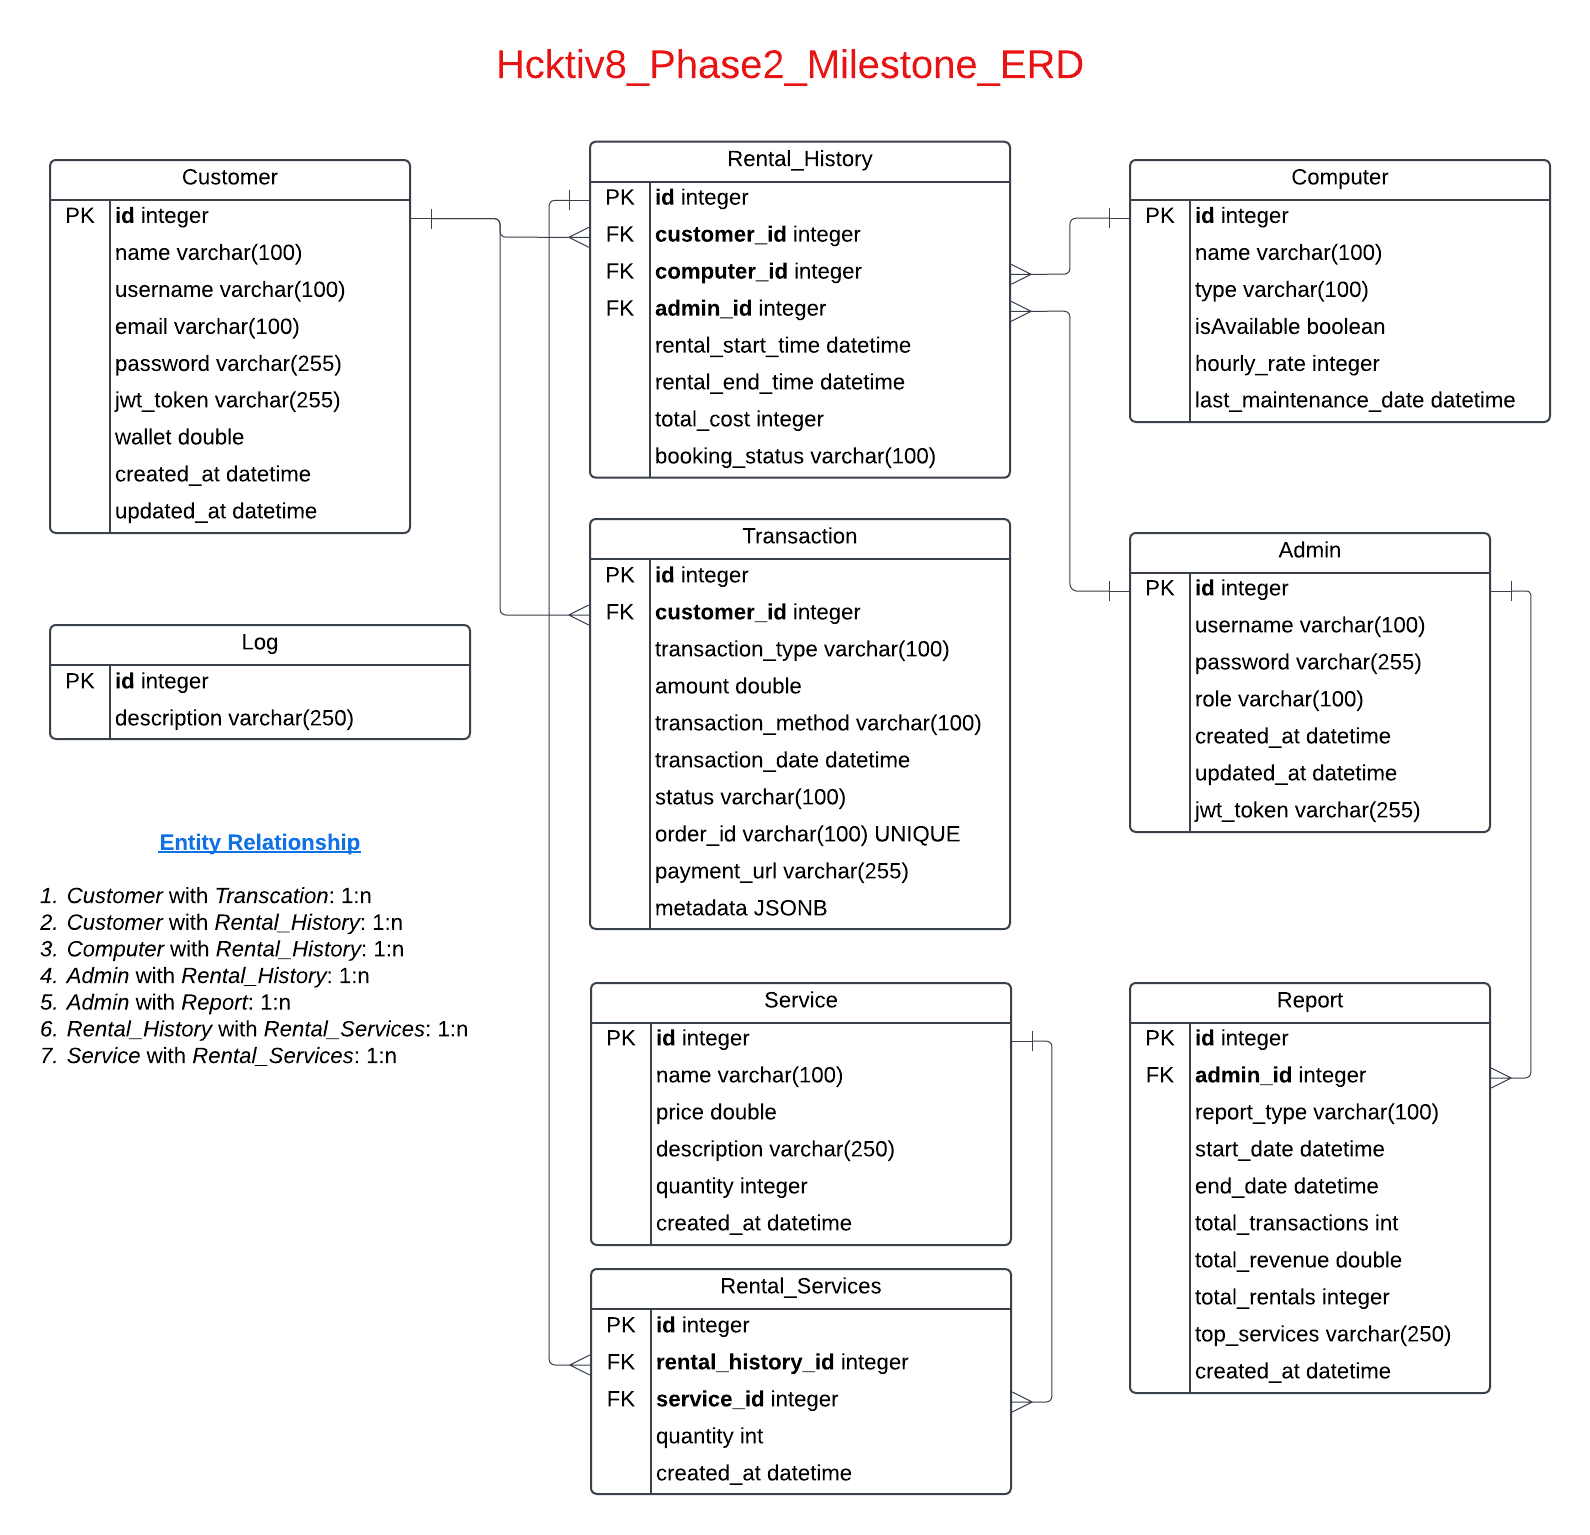 Hcktiv8_Phase2_Milestone_ERD
Customer
PK id integer
name varchar(100)
username varchar(100)
email varchar(100)
password varchar(255)
jwt_token varchar(255)
wallet double
created_at datetime
updated_at datetime
Log
PK id integer
description varchar(250)
Entity Relationship
1. Customer with Transcation: 1:n
2. Customer with Rental_History: 1:n
3. Computer with Rental_History: 1:n
4. Admin with Rental_History: 1:n
5. Admin with Report: 1:n
6. Rental_History with Rental_Services: 1:n
7. Service with Rental_Services: 1:n
Rental_History
PK id integer
FK customer_id integer
FK computer_id integer
FK admin_id integer
rental_start_time datetime
rental_end_time datetime
total_cost integer
booking_status varchar(100)
Transaction
PK id integer
FK customer_id integer
transaction_type varchar(100)
amount double
transaction_method varchar(100)
transaction_date datetime
status varchar(100)
order_id varchar(100) UNIQUE
payment_url varchar(255)
metadata JSONB
Service
PK id integer
name varchar(100)
price double
description varchar(250)
quantity integer
created_at datetime
Rental_Services
PK id integer
FK rental_history_id integer
FK service_id integer
quantity int
created_at datetime
Computer
PK id integer
name varchar(100)
type varchar(100)
isAvailable boolean
hourly_rate integer
last_maintenance_date datetime
Admin
PK id integer
username varchar(100)
password varchar(255)
role varchar(100)
created_at datetime
updated_at datetime
jwt_token varchar(255)
Report
PK id integer
FK admin_id integer
report_type varchar(100)
start_date datetime
end_date datetime
total_transactions int
total_revenue double
total_rentals integer
top_services varchar(250)
created_at datetime